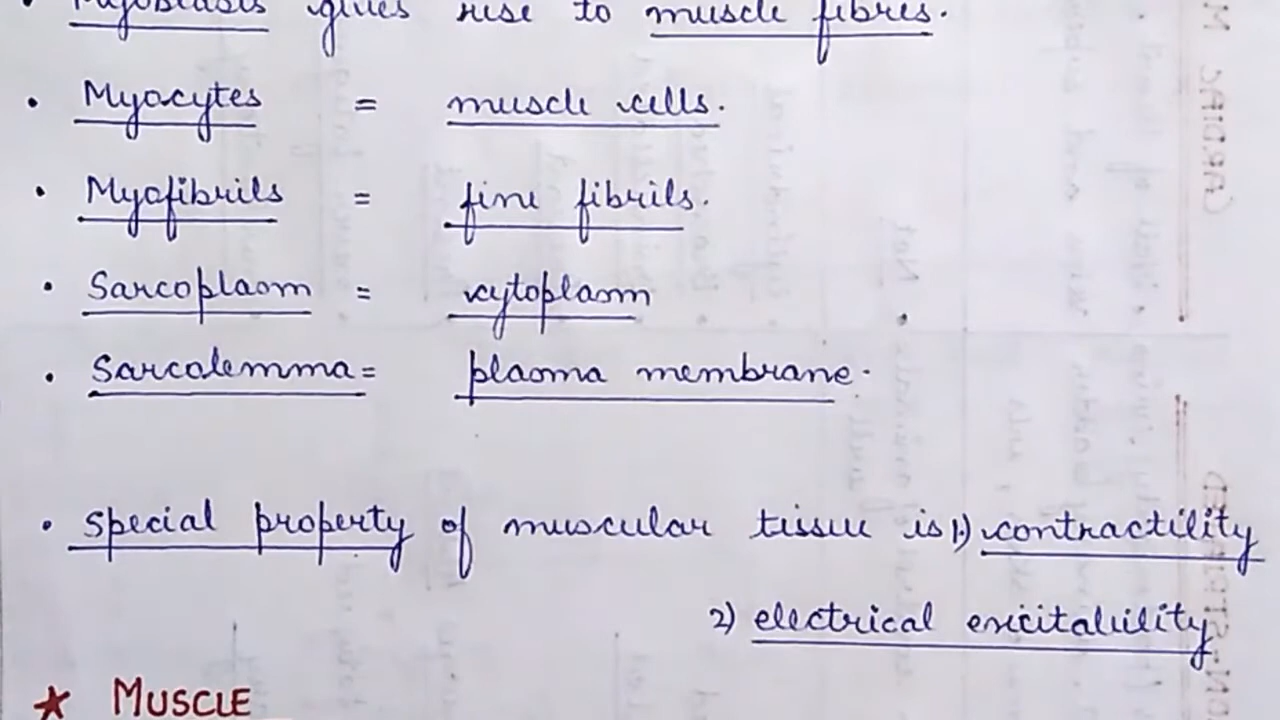 • Myoblasts gives rise to muscle fibres.
• Myocytes = muscle cells.
• Myofibrils = fine fibrils.
• Sarcoplasm = cytoplasm
• Sarcolemma = plasma membrane.
• Special property of muscular tissue is 1.) contractility
2) electrical excitability
★ MUSCLE